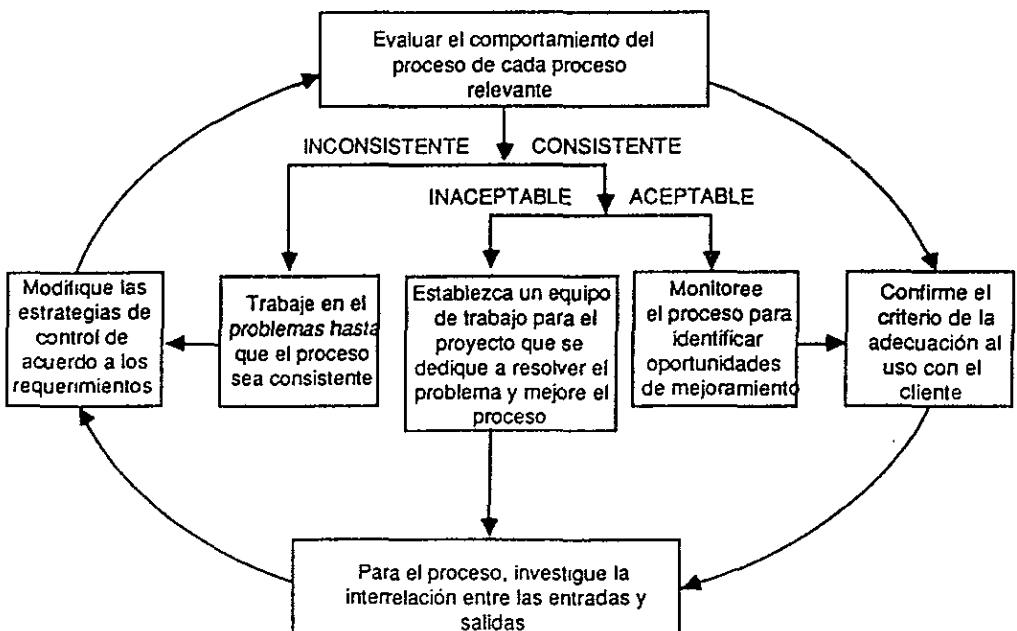 Evaluar el comportamiento del
proceso de cada proceso
relevante
INCONSISTENTE CONSISTENTE
INACEPTABLE ACEPTABLE
Modifique las
estrategias de
control de
acuerdo a los
requerimientos
Trabaje en el
problemas hasta
que el proceso
sea consistente
Establezca un equipo
de trabajo para el
proyecto que se
dedique a resolver el
problema y mejore el
proceso
Monitoree
el proceso para
identificar
oportunidades
de mejoramiento
Confirme el
criterio de la
adecuación al
uso con el
cliente
Para el proceso, investigue la
interrelación entre las entradas y
salidas